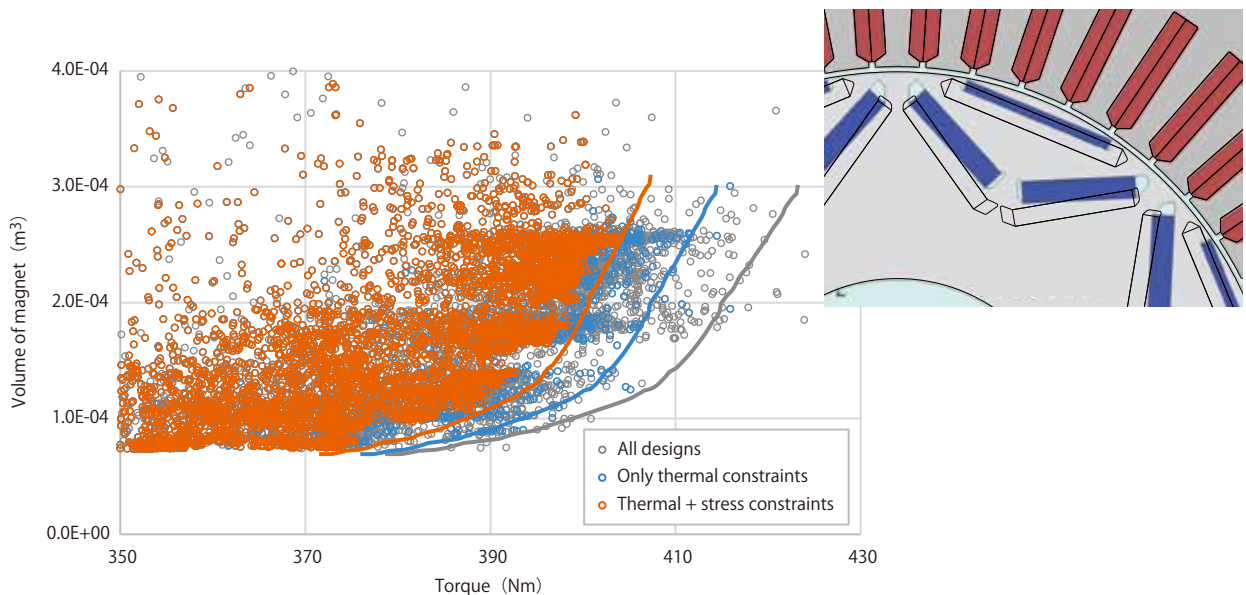 4.0E-04
3.0E-04
2.0E-04
1.0E-04
0.0E+00
Volume of magnet（m³）
350
370
390
410
430
Torque（Nm）
All designs
Only thermal constraints
Thermal + stress constraints